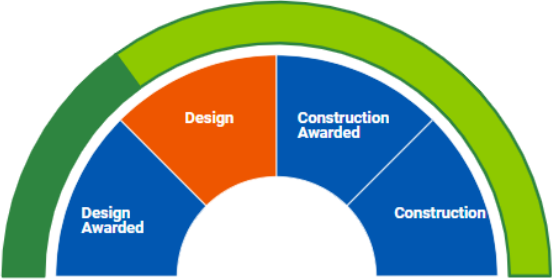 Design
Construction
Awarded
Design
Awarded
Construction